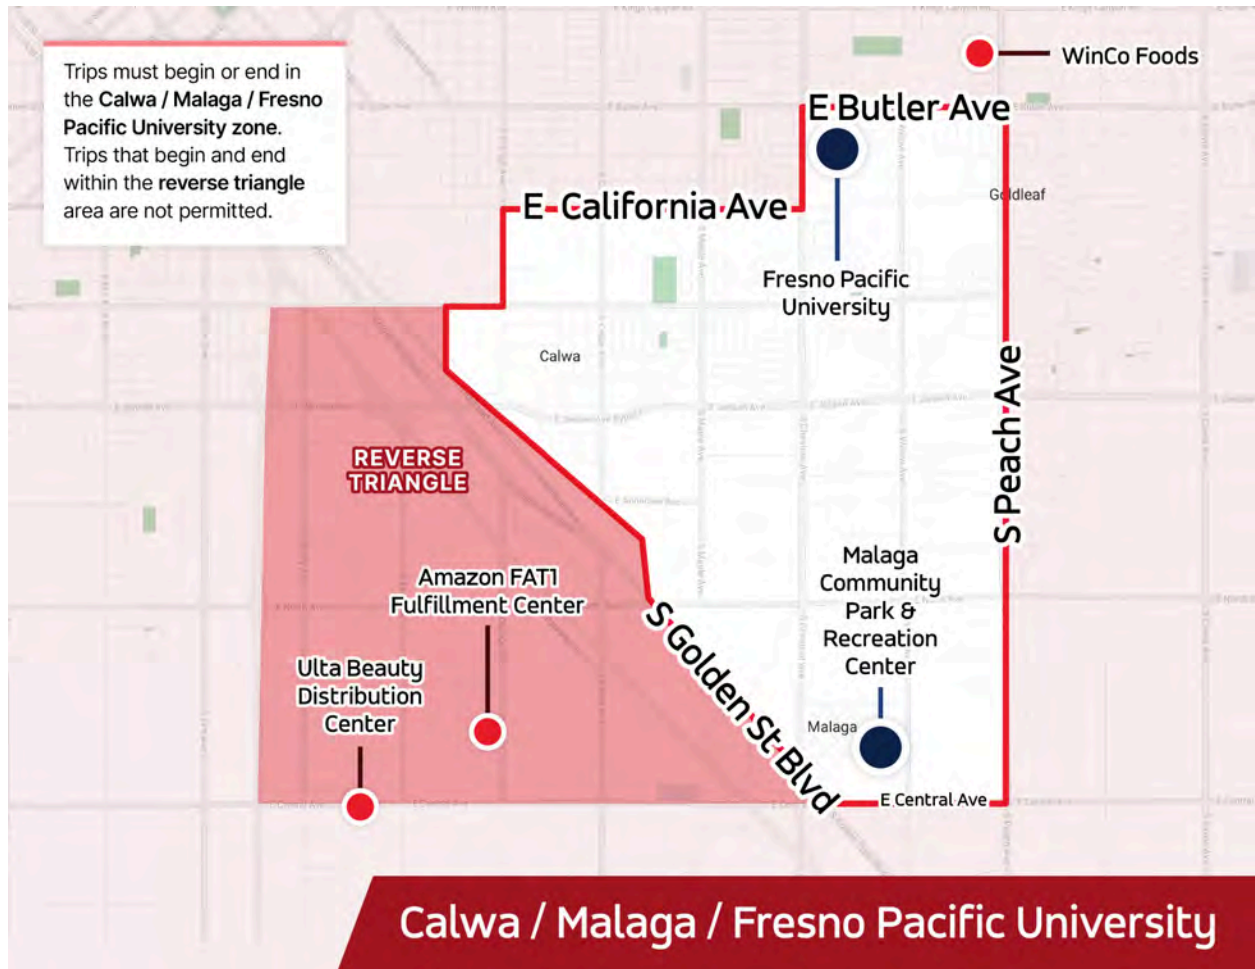 Trips must begin or end in
the Calwa / Malaga / Fresno
Pacific University zone.
Trips that begin and end
within the reverse triangle
area are not permitted.
WinCo Foods
E Butler Ave
Goldleaf
E California Ave
Fresno Pacific
University
Calwa
S Peach Ave
REVERSE
TRIANGLE
Amazon FAT1
Fulfillment Center
Malaga
Community
Park &
Recreation
Center
S Golden St Blvd
Ulta Beauty
Distribution
Center
Malaga
E Central Ave
Calwa / Malaga / Fresno Pacific University